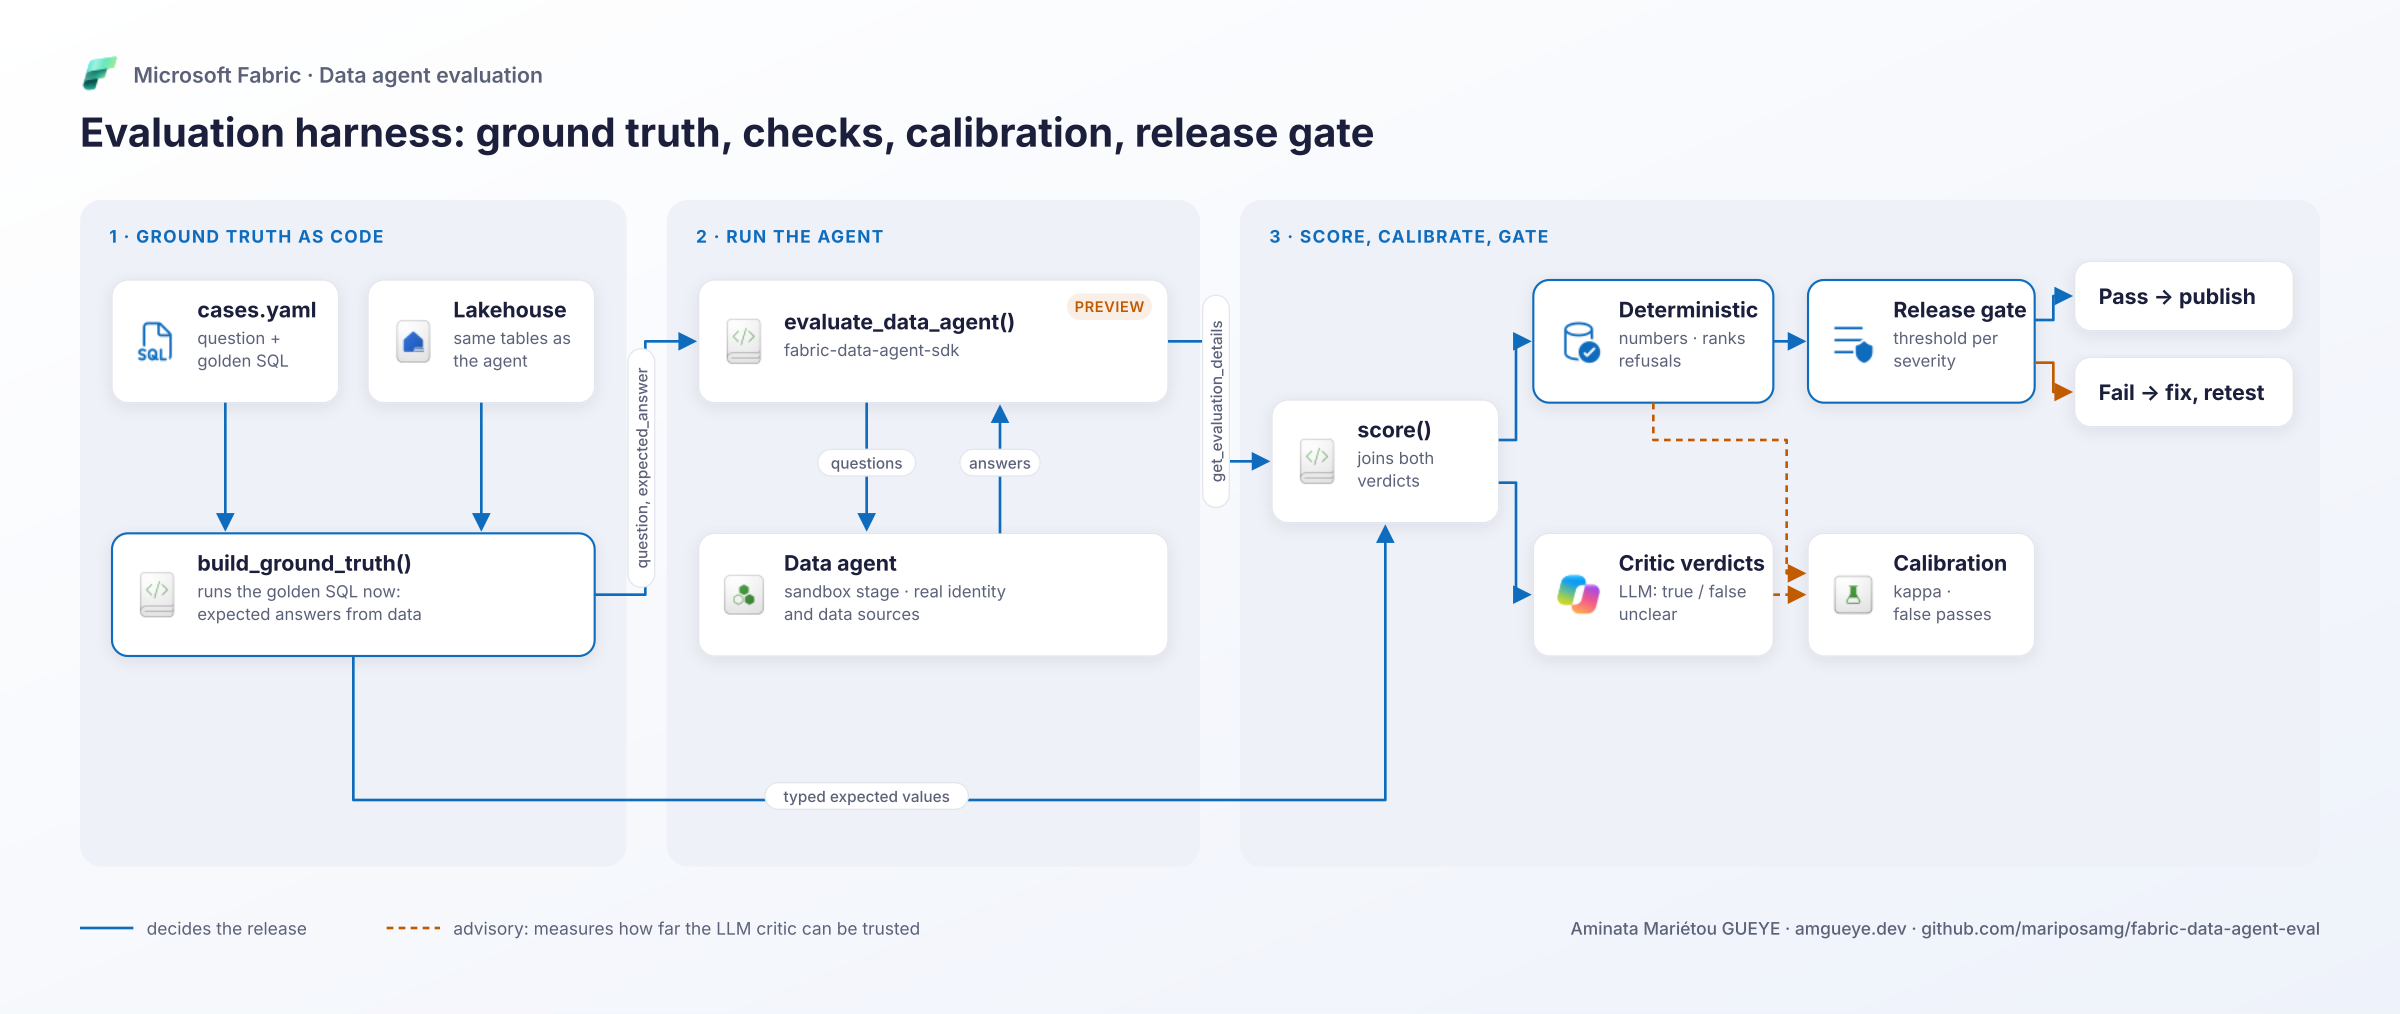 Microsoft Fabric · Data agent evaluation
Evaluation harness: ground truth, checks, calibration, release gate
1 · GROUND TRUTH AS CODE
cases.yaml
question +
golden SQL
SQL
Lakehouse
same tables as
the agent
build_ground_truth()
runs the golden SQL now:
expected answers from data
question, expected_answer
2 · RUN THE AGENT
PREVIEW
evaluate_data_agent()
fabric-data-agent-sdk
questions
answers
Data agent
sandbox stage · real identity
and data sources
typed expected values
get_evaluation_details
3 · SCORE, CALIBRATE, GATE
score()
joins both
verdicts
Deterministic
numbers · ranks
refusals
Release gate
threshold per
severity
Pass → publish
Fail → fix, retest
Critic verdicts
LLM: true / false
unclear
Calibration
kappa ·
false passes
decides the release
advisory: measures how far the LLM critic can be trusted
Aminata Mariétou GUEYE · amgueye.dev · github.com/mariposamg/fabric-data-agent-eval